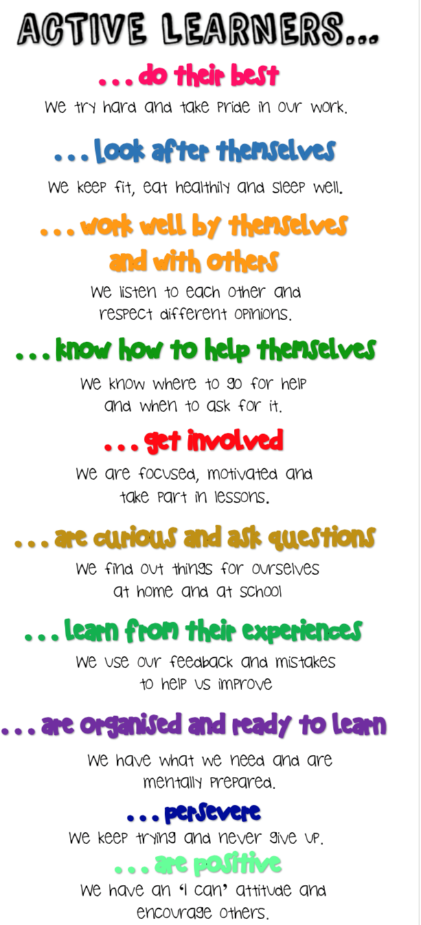 ACTIVE LEARNERS...
...do their best
We try hard and take pride in our work.
...look after themselves
We keep fit, eat healthily and sleep well.
...work well by themselves
and with others
We listen to each other and
respect different opinions.
...know how to help themselves
We know where to go for help
and when to ask for it.
...get involved
We are focused, motivated and
take part in lessons.
...are curious and ask questions
We find out things for ourselves
at home and at school
...learn from their experiences
We use our feedback and mistakes
to help us improve
...are organised and ready to learn
We have what we need and are
mentally prepared.
...persevere
We keep trying and never give up.
...are positive
We have an ‘I can’ attitude and
encourage others.